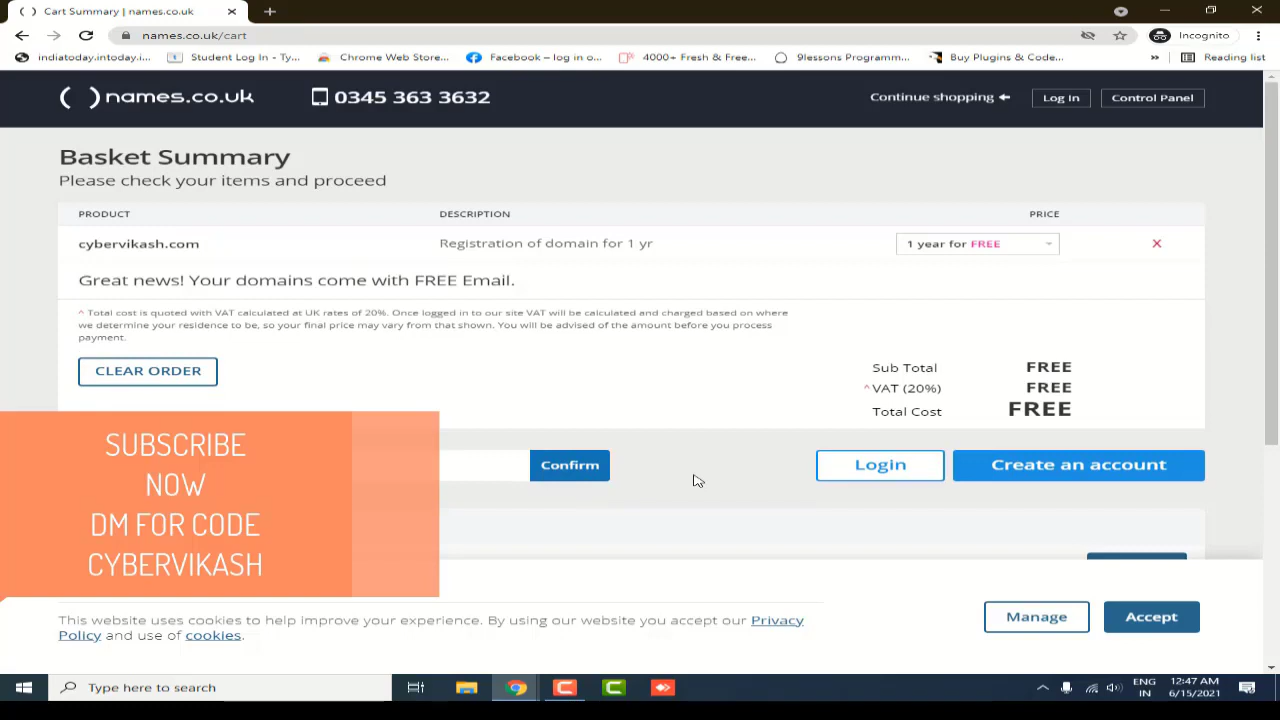 Cart Summary | names.co.uk
names.co.uk/cart
Incognito
indiatoday.intoday.i...
Student Log In - Ty...
Chrome Web Store...
Facebook – log in o...
4000+ Fresh & Free...
9lessons Programm...
Buy Plugins & Code...
Reading list
names.co.uk
0345 363 3632
Continue shopping
Log In
Control Panel
Basket Summary
Please check your items and proceed
PRODUCT
DESCRIPTION
PRICE
cybervikash.com
Registration of domain for 1 yr
1 year for FREE
Great news! Your domains come with FREE Email.
^ Total cost is quoted with VAT calculated at UK rates of 20%. Once logged in to our site VAT will be calculated and charged based on where
we determine your residence to be, so your final price may vary from that shown. You will be advised of the amount before you process
payment.
CLEAR ORDER
Sub Total FREE
^ VAT (20%) FREE
Total Cost FREE
SUBSCRIBE
NOW
DM FOR CODE
CYBERVIKASH
Confirm
Login
Create an account
This website uses cookies to help improve your experience. By using our website you accept our Privacy
Policy and use of cookies.
Manage
Accept
Type here to search
ENG
IN
12:47 AM
6/15/2021